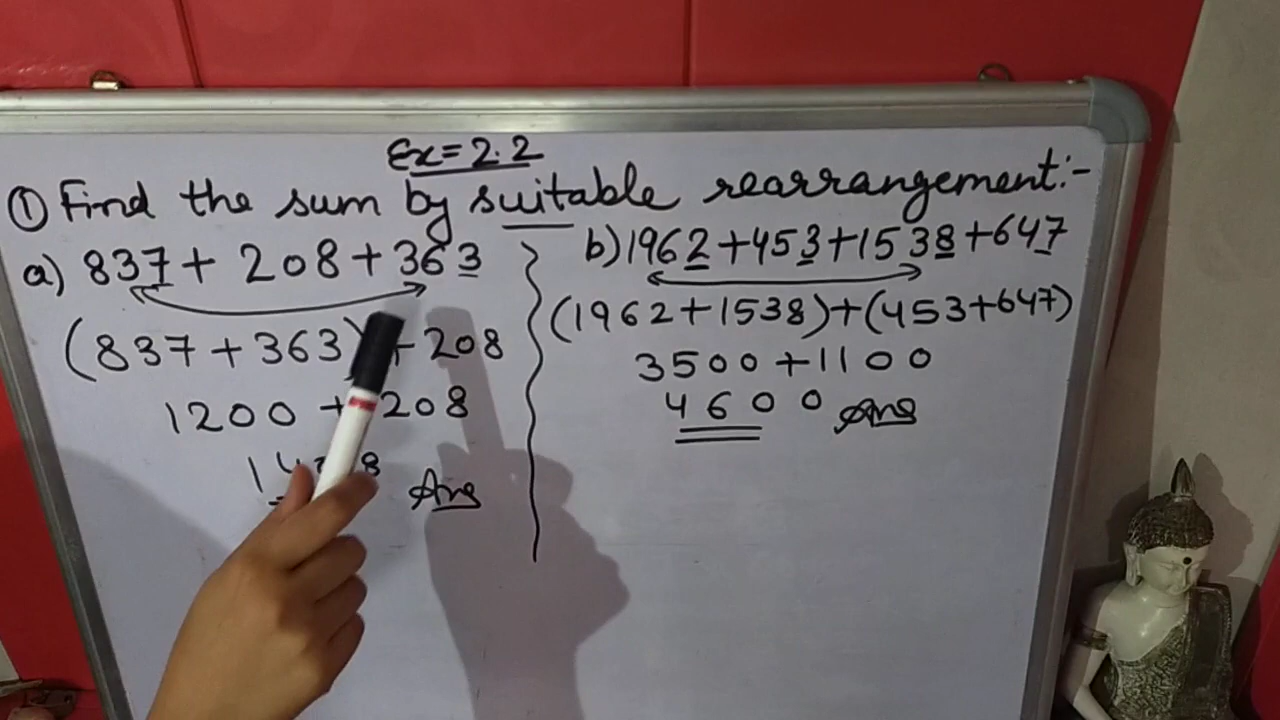 Ex = 2.2
① Find the sum by suitable rearrangement:-
a) 837 + 208 + 363
(837 + 363) + 208
1200 + 208
Ans
b) 1962 + 453 + 1538 + 647
(1962 + 1538) + (453 + 647)
3500 + 1100
4600 Ans